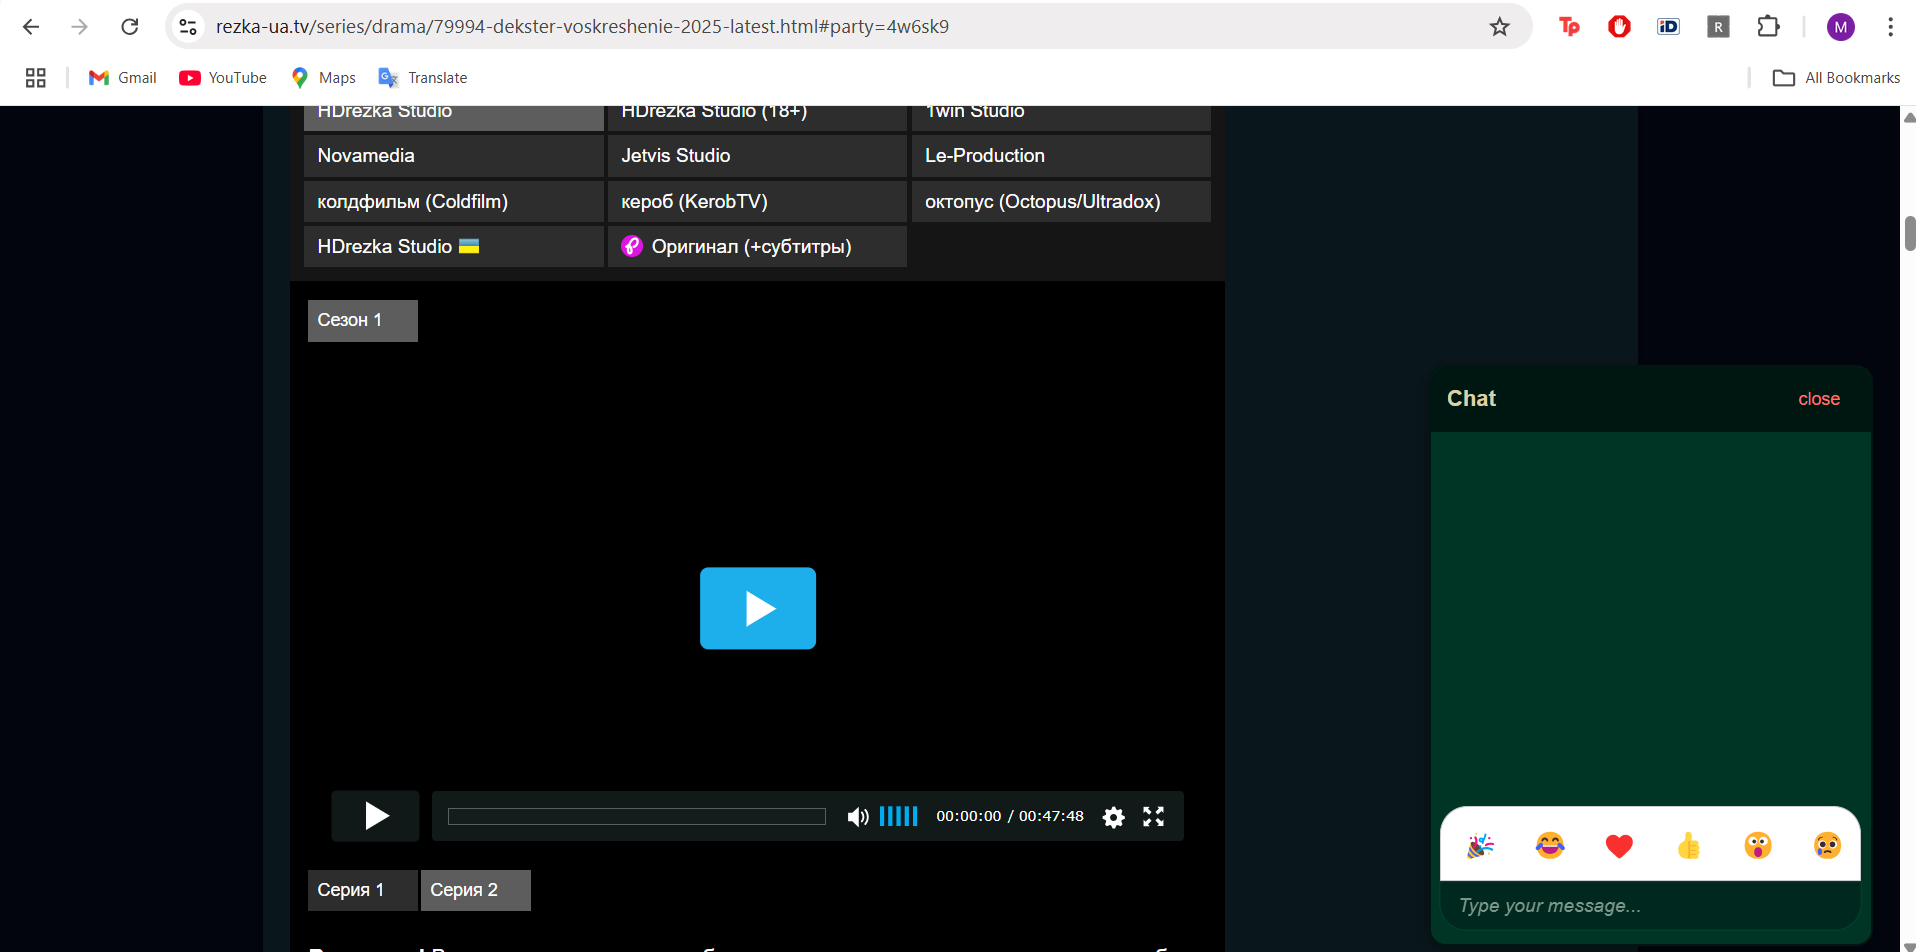 rezka-ua.tv/series/drama/79994-dekster-voskreshenie-2025-latest.html#party=4w6sk9
Tp
iD
R
M
Gmail
YouTube
Maps
Translate
All Bookmarks
HDrezka Studio
HDrezka Studio (18+)
1win Studio
Novamedia
Jetvis Studio
Le-Production
колдфильм (Coldfilm)
кероб (KerobTV)
октопус (Octopus/Ultradox)
HDrezka Studio
Оригинал (+субтитры)
Сезон 1
Chat
close
00:00:00 / 00:47:48
Серия 1
Серия 2
Type your message...